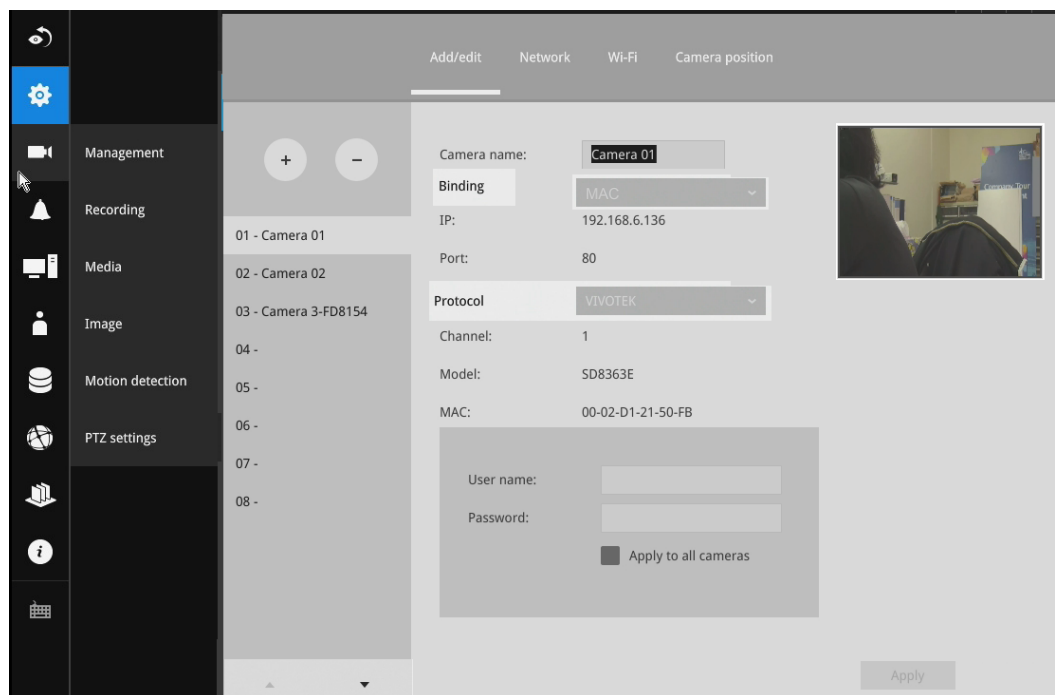 Add/edit Network Wi-Fi Camera position
Management
Recording
Media
Image
Motion detection
PTZ settings
+ −
01 - Camera 01
02 - Camera 02
03 - Camera 3-FD8154
04 -
05 -
06 -
07 -
08 -
Camera name: Camera 01
Binding MAC
IP: 192.168.6.136
Port: 80
Protocol VIVOTEK
Channel: 1
Model: SD8363E
MAC: 00-02-D1-21-50-FB
User name:
Password:
Apply to all cameras
Company Tour
Apply